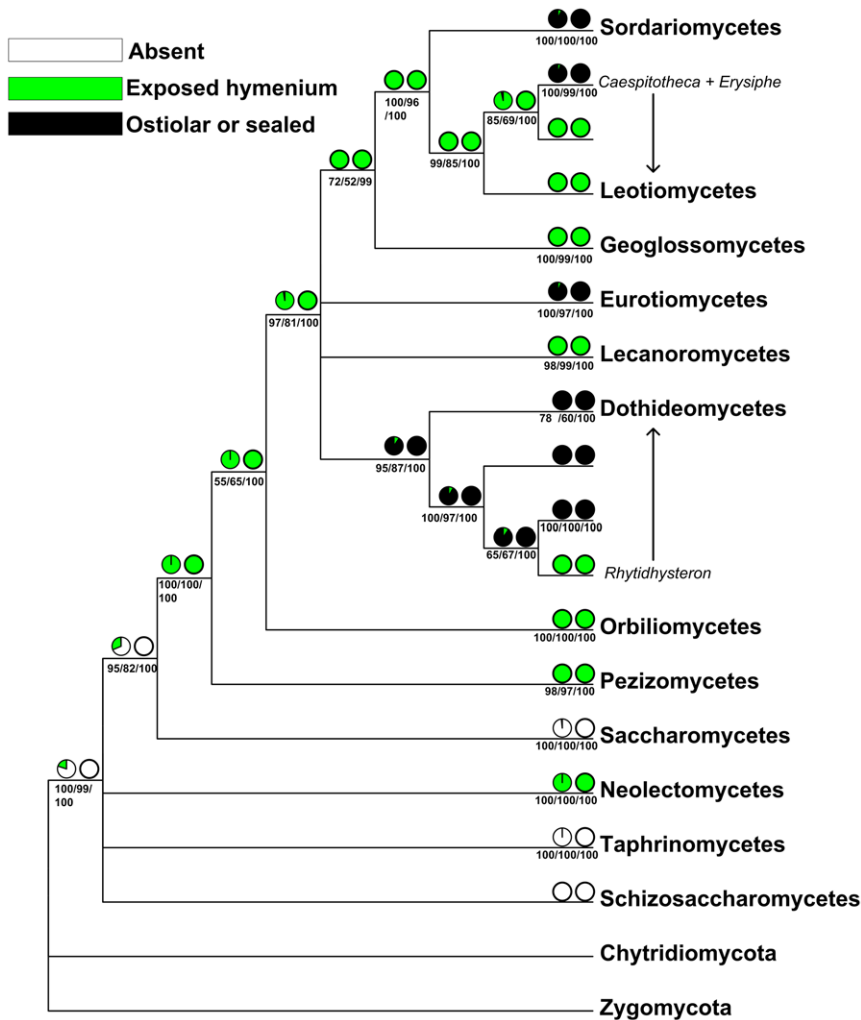 Absent
Exposed hymenium
Ostiolar or sealed
Sordariomycetes
100/100/100
Caespitotheca + Erysiphe
100/99/100
100/96
/100
85/69/100
99/85/100
72/52/99
Leotiomycetes
Geoglossomycetes
100/99/100
Eurotiomycetes
100/97/100
97/81/100
Lecanoromycetes
98/99/100
Dothideomycetes
78 /60/100
95/87/100
55/65/100
100/97/100
100/100/100
65/67/100
Rhytidhysteron
100/100/
100
Orbiliomycetes
100/100/100
95/82/100
Pezizomycetes
98/97/100
Saccharomycetes
100/100/100
100/99/
100
Neolectomycetes
100/100/100
Taphrinomycetes
100/100/100
Schizosaccharomycetes
Chytridiomycota
Zygomycota